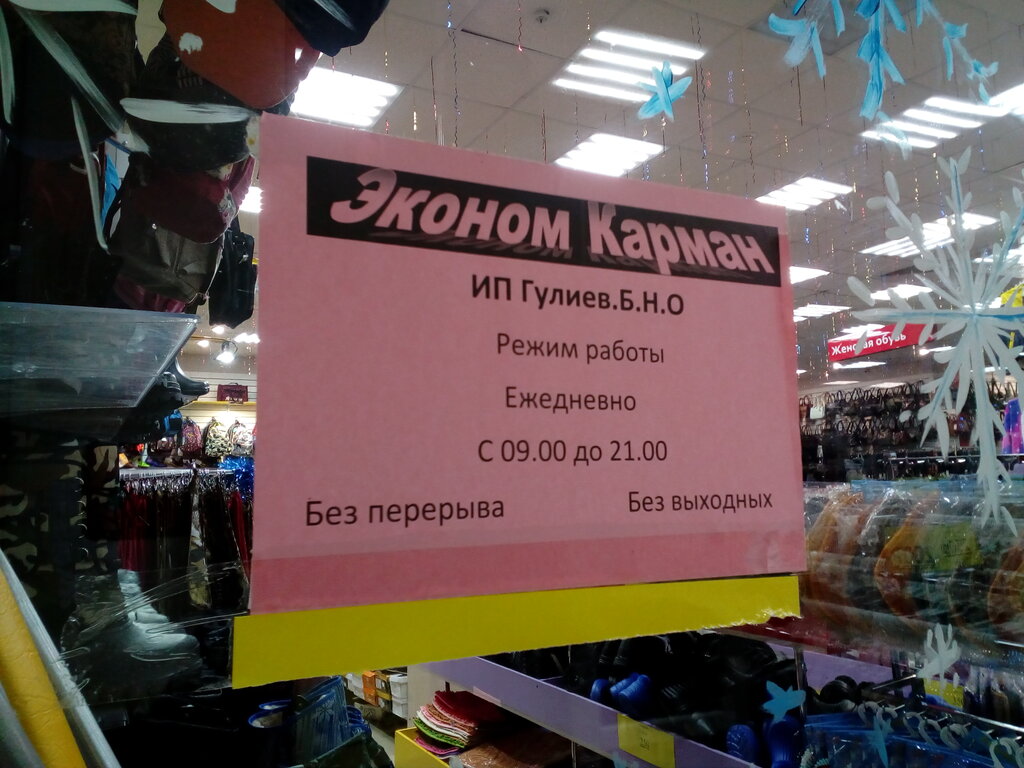 Эконом Карман
ИП Гулиев.Б.Н.О
Режим работы
Ежедневно
С 09.00 до 21.00
Без перерыва Без выходных
Женская обувь